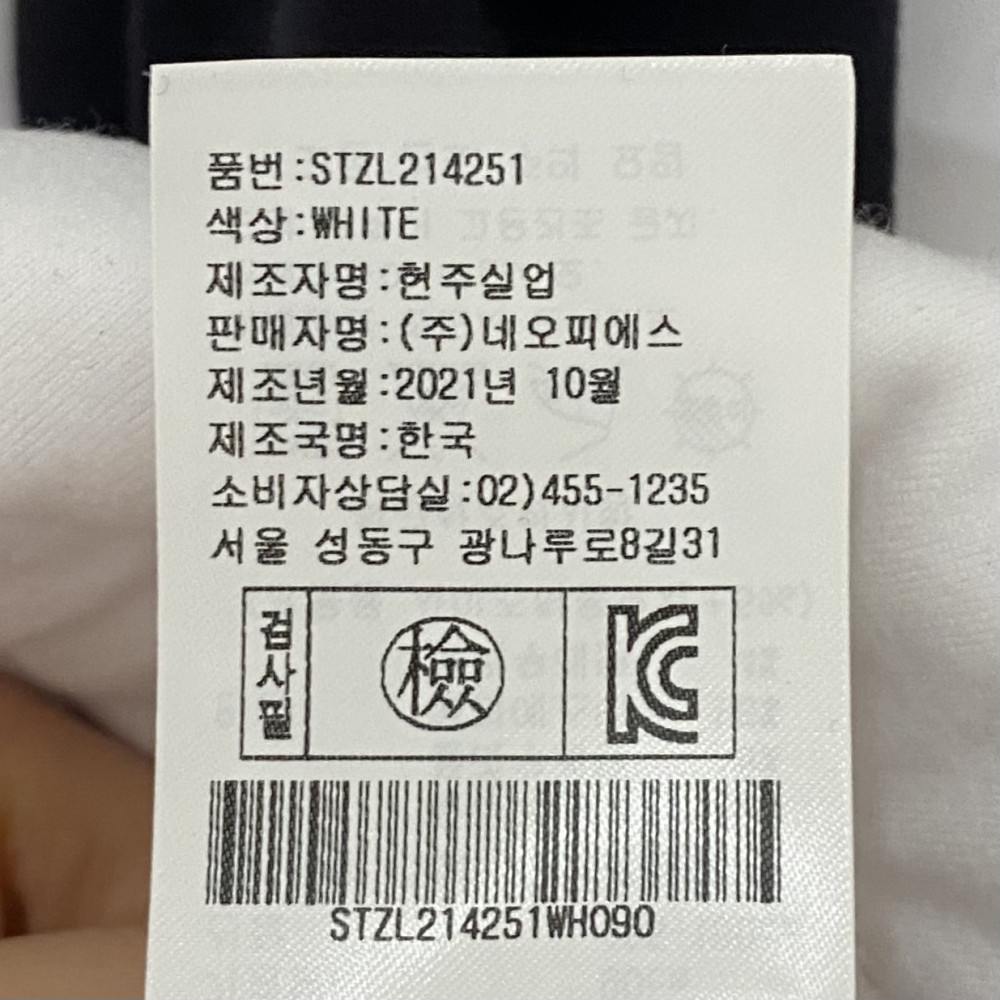 품번:STZL214251
색상:WHITE
제조자명:현주실업
판매자명:(주)네오피에스
제조년월:2021년 10월
제조국명:한국
소비자상담실:02)455-1235
서울 성동구 광나루로8길31
검사필
檢
KC
STZL214251WH090